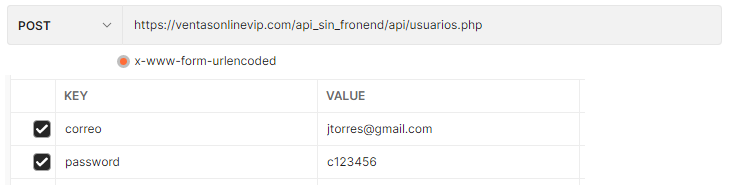 POST https://ventasonlinevip.com/api_sin_fronend/api/usuarios.php
x-www-form-urlencoded
KEY VALUE
correo jtorres@gmail.com
password c123456